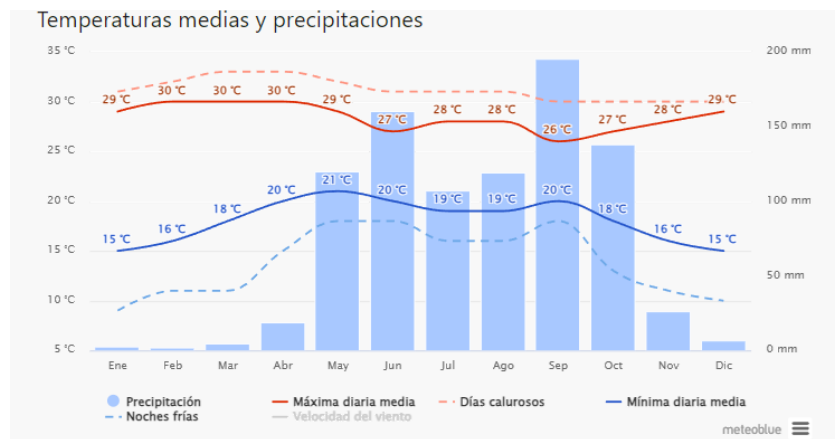 Temperaturas medias y precipitaciones
35 °C 200 mm
29 °C 30 °C 30 °C 30 °C 29 °C 27 °C 28 °C 28 °C 26 °C 27 °C 28 °C 29 °C
30 °C 150 mm
25 °C
20 °C 100 mm
15 °C 16 °C 18 °C 20 °C 21 °C 20 °C 19 °C 19 °C 20 °C 18 °C 16 °C 15 °C
15 °C
10 °C 50 mm
5 °C 0 mm
Ene Feb Mar Abr May Jun Jul Ago Sep Oct Nov Dic
Precipitación Máxima diaria media Días calurosos Mínima diaria media
Noches frías Velocidad del viento
meteoblue